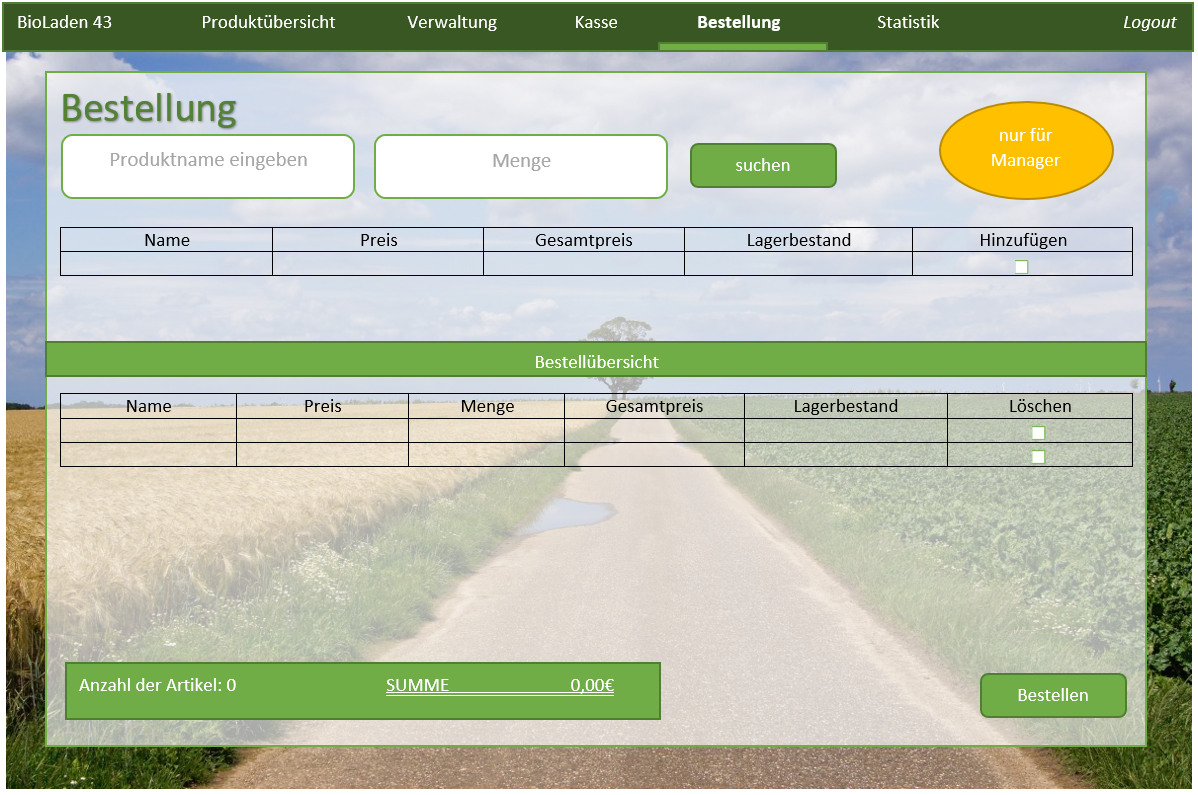 BioLaden 43 Produktübersicht Verwaltung Kasse Bestellung Statistik Logout
Bestellung
nur für
Manager
Produktname eingeben Menge suchen
Name Preis Gesamtpreis Lagerbestand Hinzufügen
Bestellübersicht
Name Preis Menge Gesamtpreis Lagerbestand Löschen
Anzahl der Artikel: 0 SUMME 0,00€
Bestellen